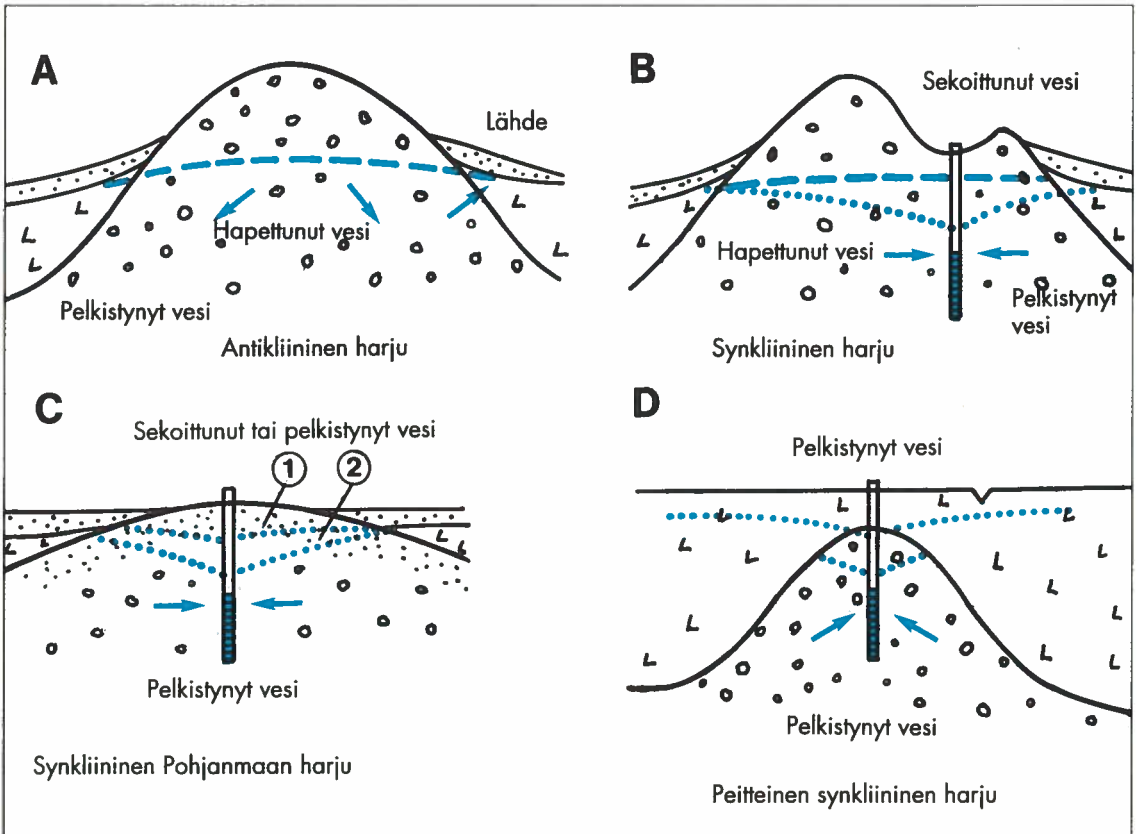 A
Lähde
Hapettunut vesi
Pelkistynyt vesi
Antikliininen harju
B
Sekoittunut vesi
Hapettunut vesi
Pelkistynyt
vesi
Synkliininen harju
C
Sekoittunut tai pelkistynyt vesi
1 2
Pelkistynyt vesi
Synkliininen Pohjanmaan harju
D
Pelkistynyt vesi
Pelkistynyt vesi
Peitteinen synkliininen harju
L L L L L
L L
L L L
L L L L L L L L L L L L